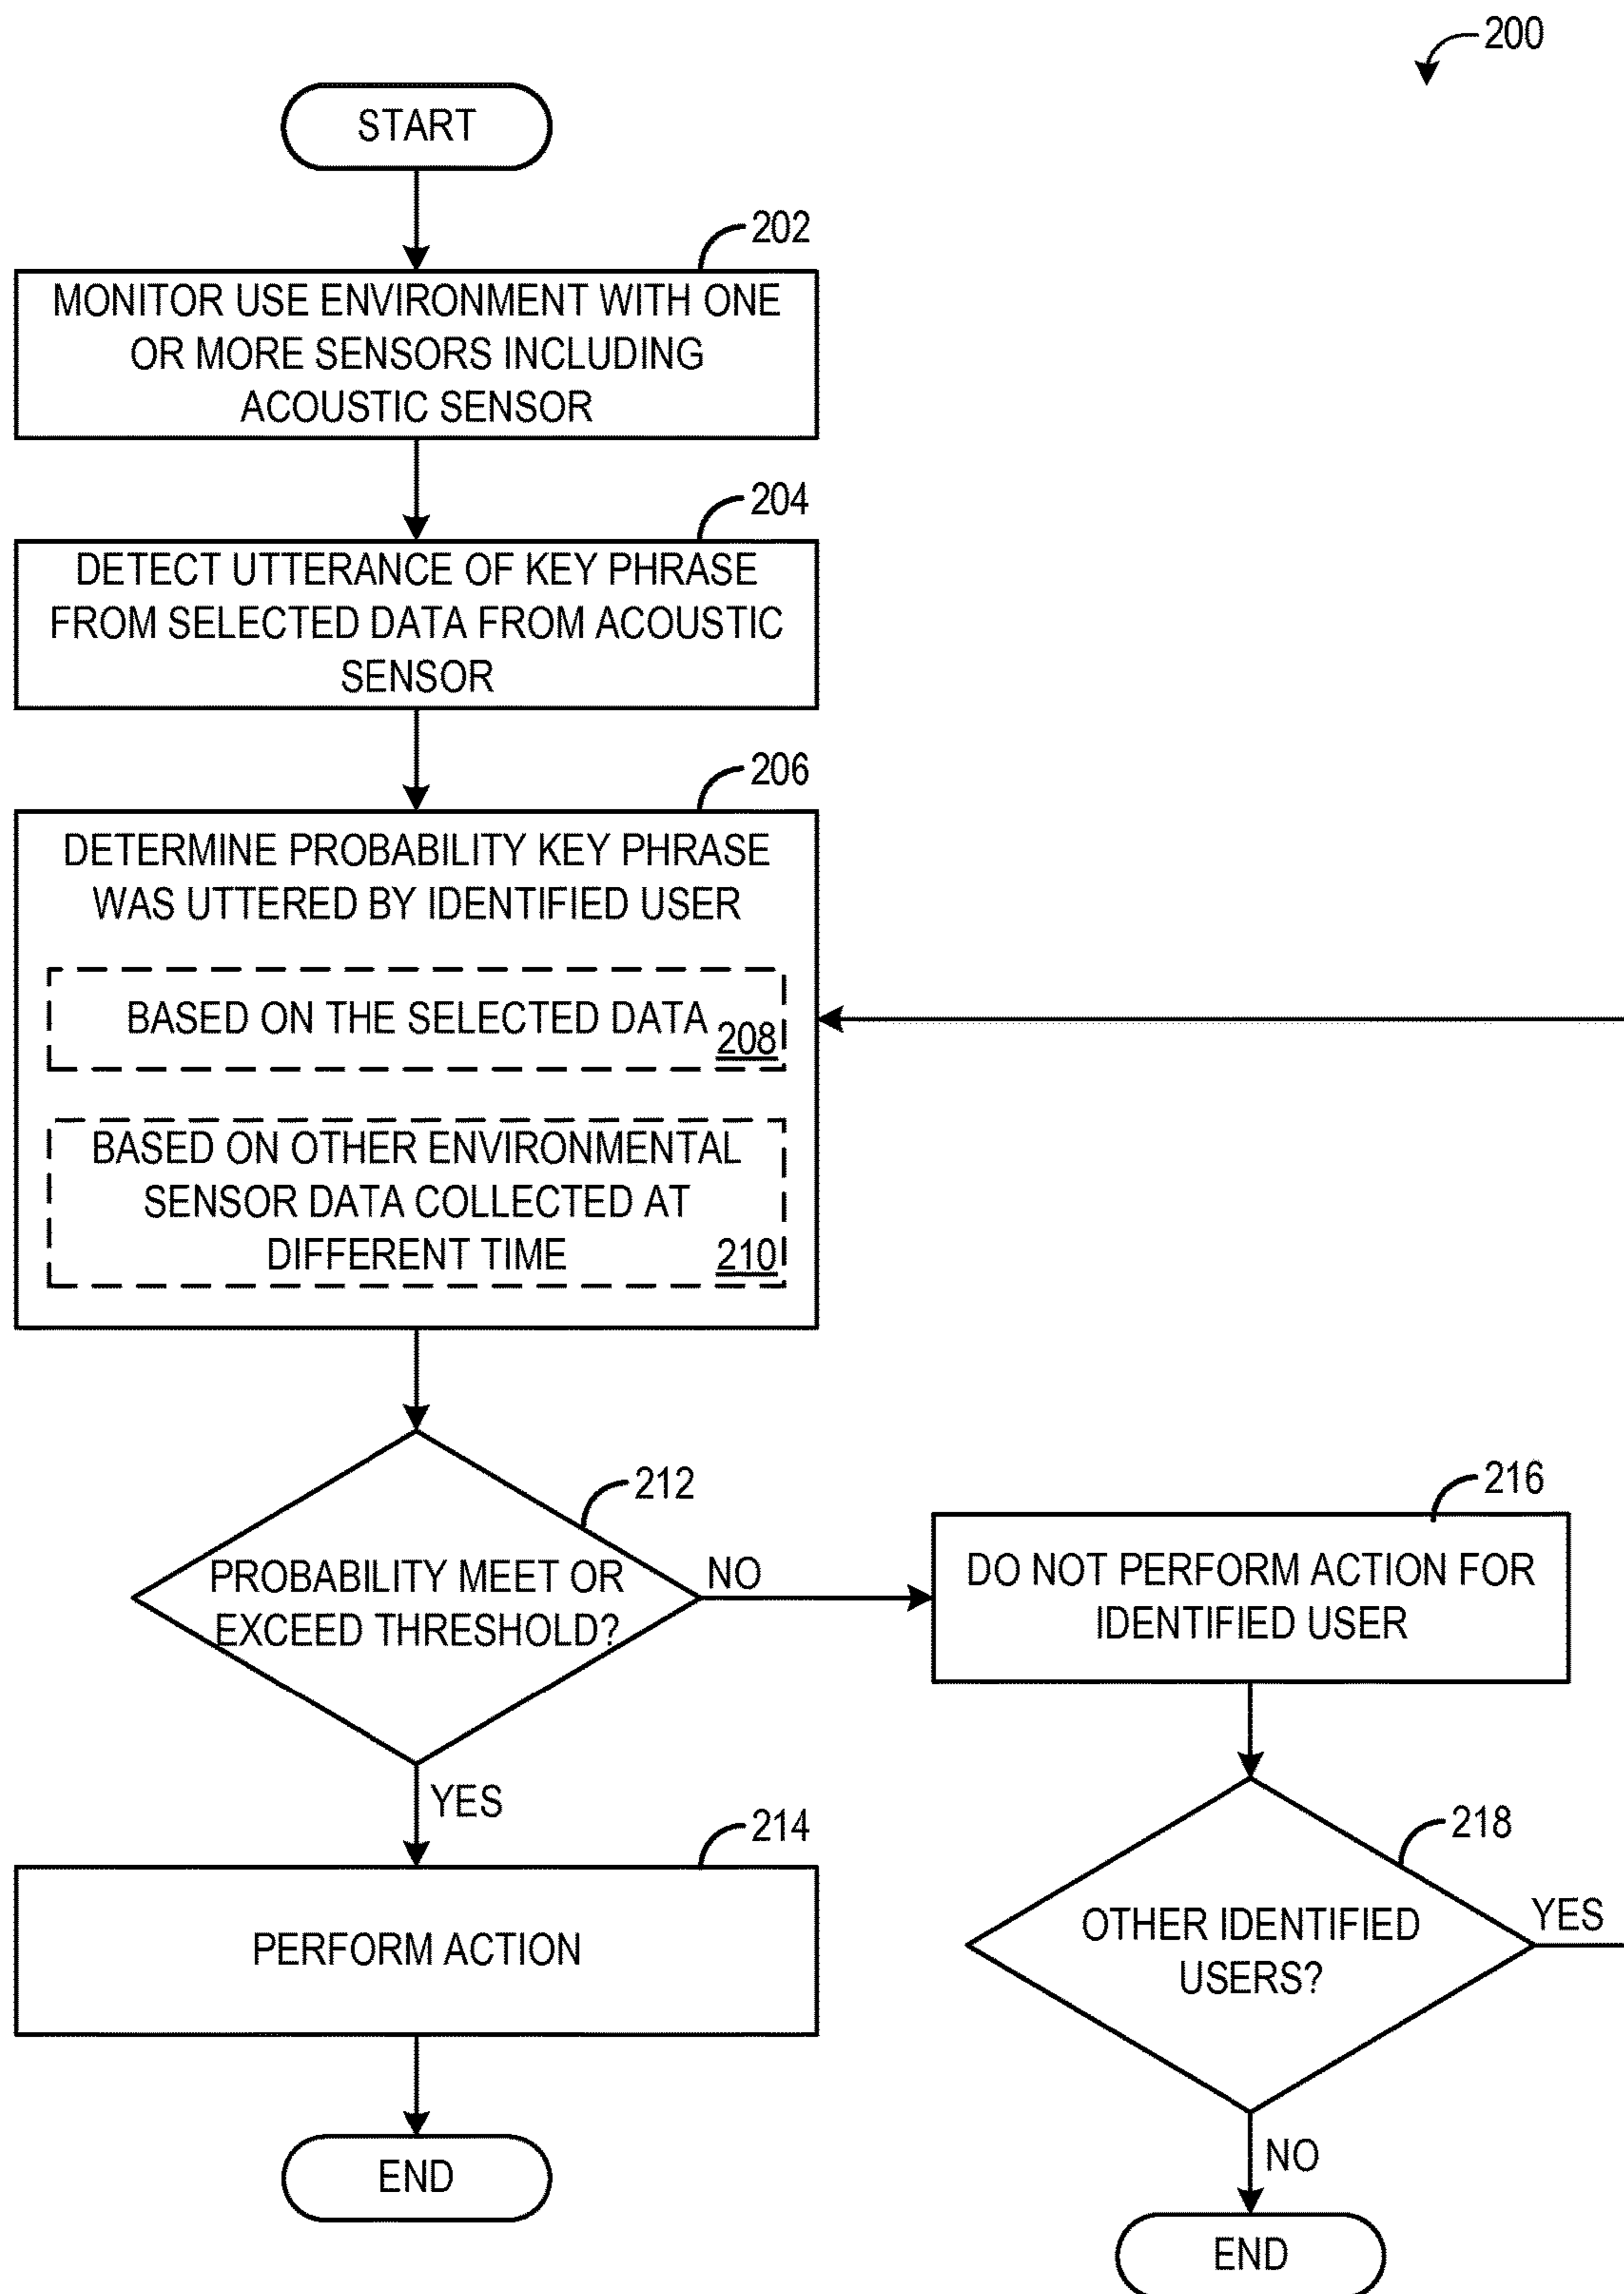 200
START
202
MONITOR USE ENVIRONMENT WITH ONE
OR MORE SENSORS INCLUDING
ACOUSTIC SENSOR
204
DETECT UTTERANCE OF KEY PHRASE
FROM SELECTED DATA FROM ACOUSTIC
SENSOR
206
DETERMINE PROBABILITY KEY PHRASE
WAS UTTERED BY IDENTIFIED USER
BASED ON THE SELECTED DATA
208
BASED ON OTHER ENVIRONMENTAL
SENSOR DATA COLLECTED AT
DIFFERENT TIME
210
212
PROBABILITY MEET OR
EXCEED THRESHOLD?
NO
216
DO NOT PERFORM ACTION FOR
IDENTIFIED USER
YES
214
PERFORM ACTION
END
218
OTHER IDENTIFIED
USERS?
YES
NO
END